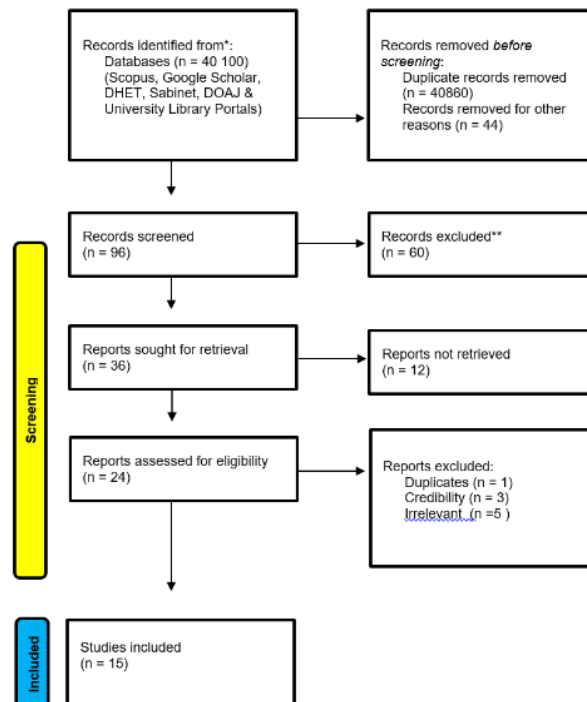 Records identified from*:
Databases (n = 40 100)
(Scopus, Google Scholar,
DHET, Sabinet, DOAJ &
University Library Portals)
Records removed before
screening:
Duplicate records removed
(n = 40860)
Records removed for other
reasons (n = 44)
Records screened
(n = 96)
Records excluded**
(n = 60)
Reports sought for retrieval
(n = 36)
Reports not retrieved
(n = 12)
Reports assessed for eligibility
(n = 24)
Reports excluded:
Duplicates (n = 1)
Credibility (n = 3)
Irrelevant (n =5 )
Screening
Studies included
(n = 15)
Included